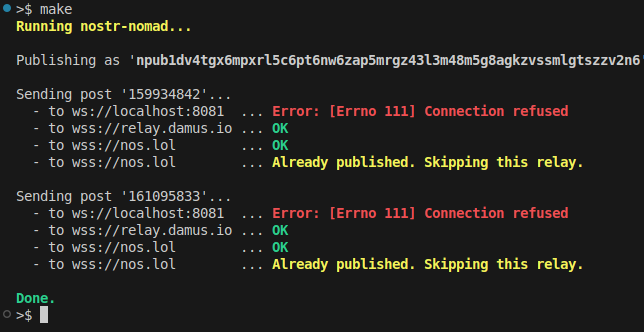 >$ make
Running nostr-nomad...
Publishing as 'npub1dv4tgx6mpxrl5c6pt6nw6zap5mrgz43l3m48m5g8agkzvssmlgtszzv2n6'
Sending post '159934842'...
- to ws://localhost:8081 ... Error: [Errno 111] Connection refused
- to wss://relay.damus.io ... OK
- to wss://nos.lol ... OK
- to wss://nos.lol ... Already published. Skipping this relay.
Sending post '161095833'...
- to ws://localhost:8081 ... Error: [Errno 111] Connection refused
- to wss://relay.damus.io ... OK
- to wss://nos.lol ... OK
- to wss://nos.lol ... Already published. Skipping this relay.
Done.
>$